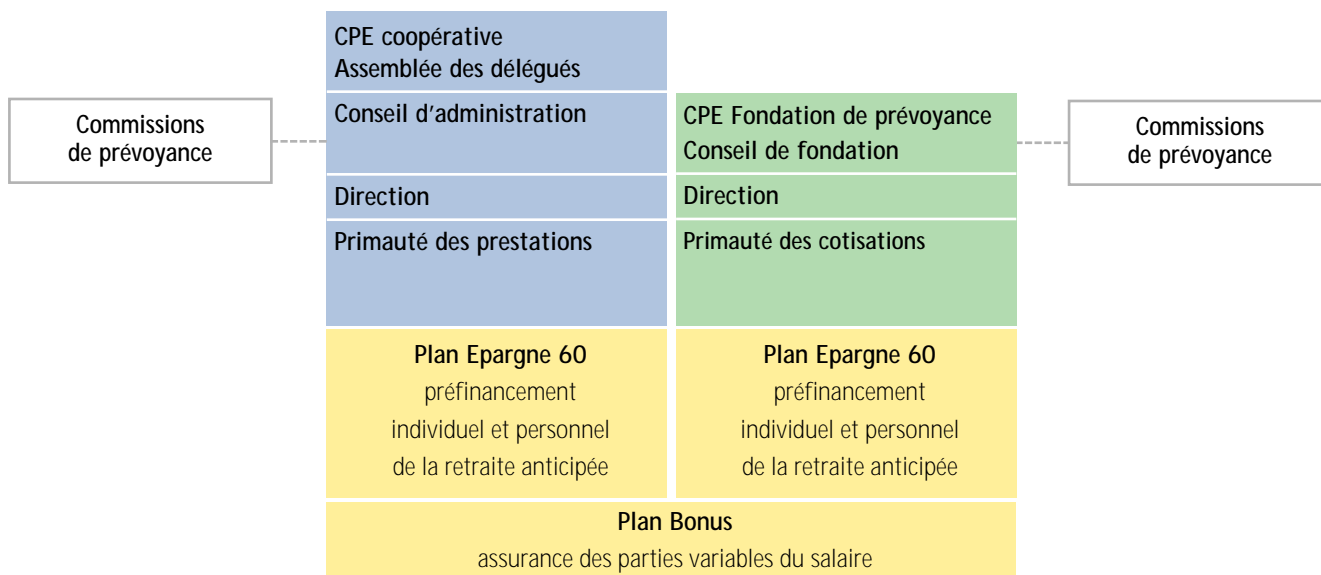 CPE coopérative
Assemblée des délégués
Commissions
de prévoyance
Conseil d'administration
CPE Fondation de prévoyance
Conseil de fondation
Commissions
de prévoyance
Direction
Direction
Primauté des prestations
Primauté des cotisations
Plan Epargne 60
préfinancement
individuel et personnel
de la retraite anticipée
Plan Epargne 60
préfinancement
individuel et personnel
de la retraite anticipée
Plan Bonus
assurance des parties variables du salaire